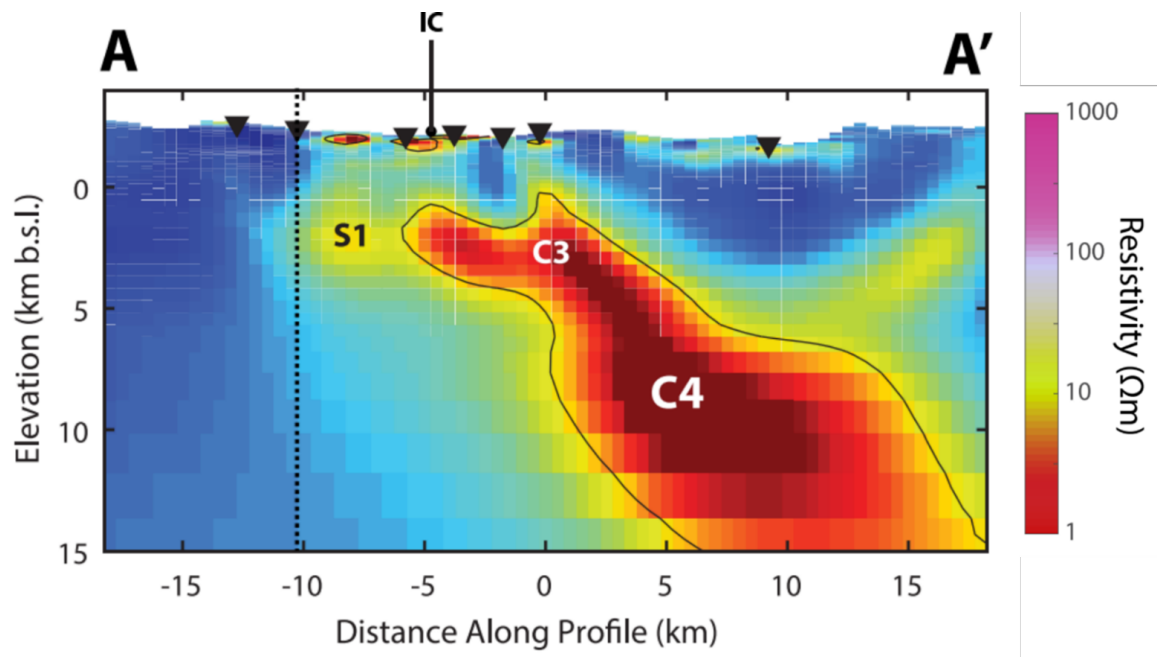 IC
A
A’
1000
0
S1
C3
100
5
C4
10
10
15
1
-15
-10
-5
0
5
10
15
Elevation (km b.s.l.)
Resistivity (Ωm)
Distance Along Profile (km)